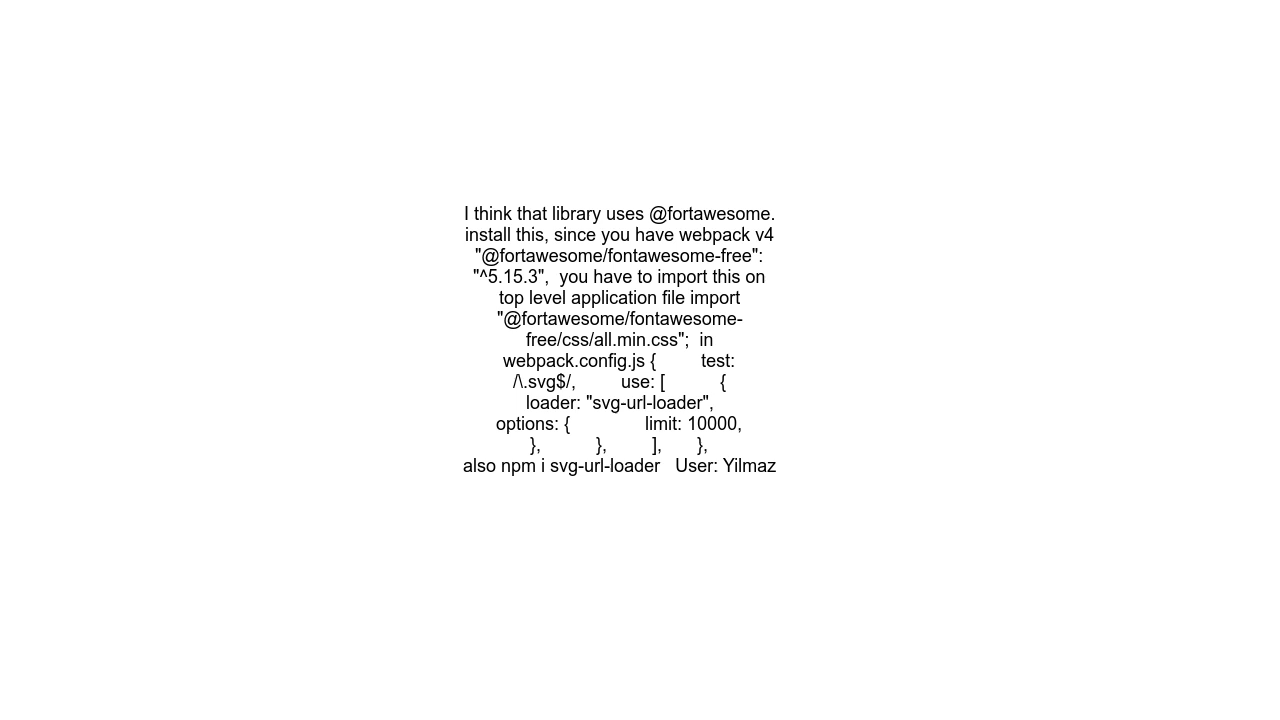 I think that library uses @fortawesome.
install this, since you have webpack v4
"@fortawesome/fontawesome-free":
"^5.15.3",  you have to import this on
top level application file import
"@fortawesome/fontawesome-
free/css/all.min.css";  in
webpack.config.js {         test:
/\.svg$/,         use: [           {
loader: "svg-url-loader",
options: {               limit: 10000,
},           },         ],       },
also npm i svg-url-loader   User: Yilmaz